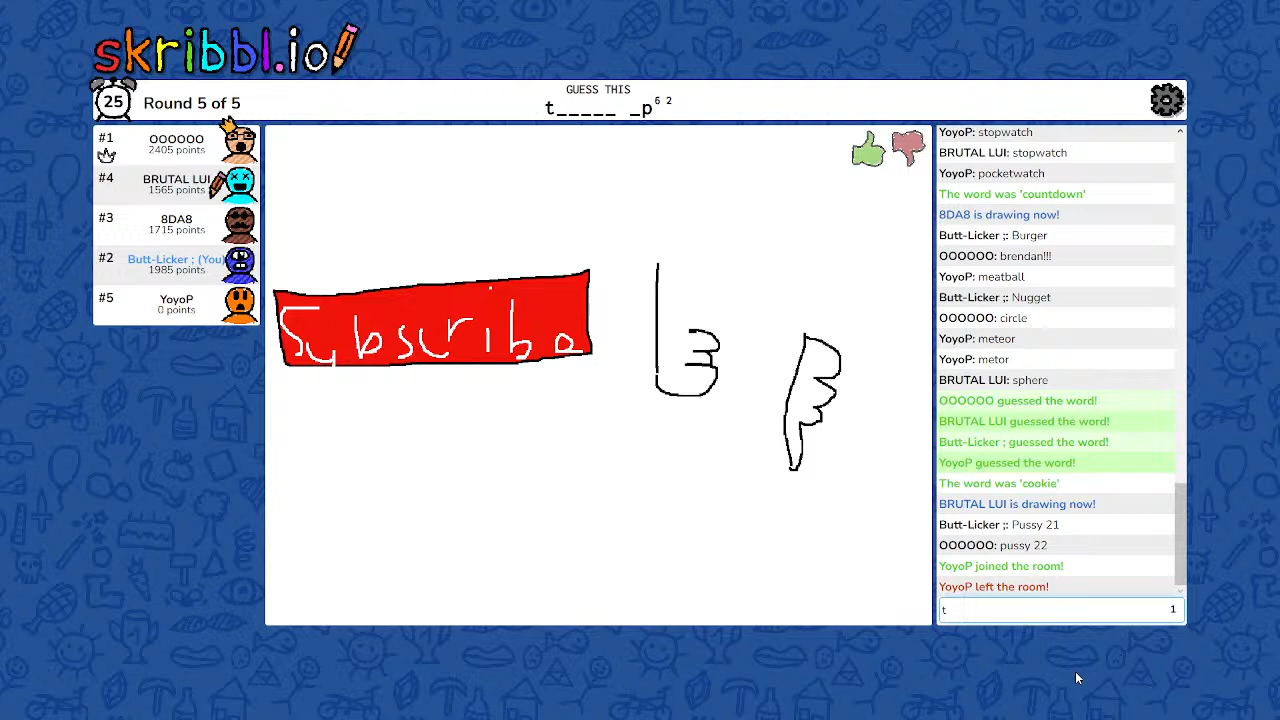 skribbl.io
25
Round 5 of 5
GUESS THIS
t_____ _p 6 2
#1
OOOOOO
2405 points
#4
BRUTAL LUI
1565 points
#3
8DA8
1715 points
#2
Butt-Licker ; (You)
1985 points
#5
YoyoP
0 points
Subscribe
YoyoP: stopwatch
BRUTAL LUI: stopwatch
YoyoP: pocketwatch
The word was 'countdown'
8DA8 is drawing now!
Butt-Licker ;: Burger
OOOOOO: brendan!!!
YoyoP: meatball
Butt-Licker ;: Nugget
OOOOOO: circle
YoyoP: meteor
YoyoP: metor
BRUTAL LUI: sphere
OOOOOO guessed the word!
BRUTAL LUI guessed the word!
Butt-Licker ; guessed the word!
YoyoP guessed the word!
The word was 'cookie'
BRUTAL LUI is drawing now!
Butt-Licker ;: Pussy 21
OOOOOO: pussy 22
YoyoP joined the room!
YoyoP left the room!
t 1